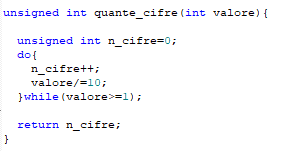 unsigned int quante_cifre(int valore){
unsigned int n_cifre=0;
do{
n_cifre++;
valore/=10;
}while(valore>=1);
return n_cifre;
}